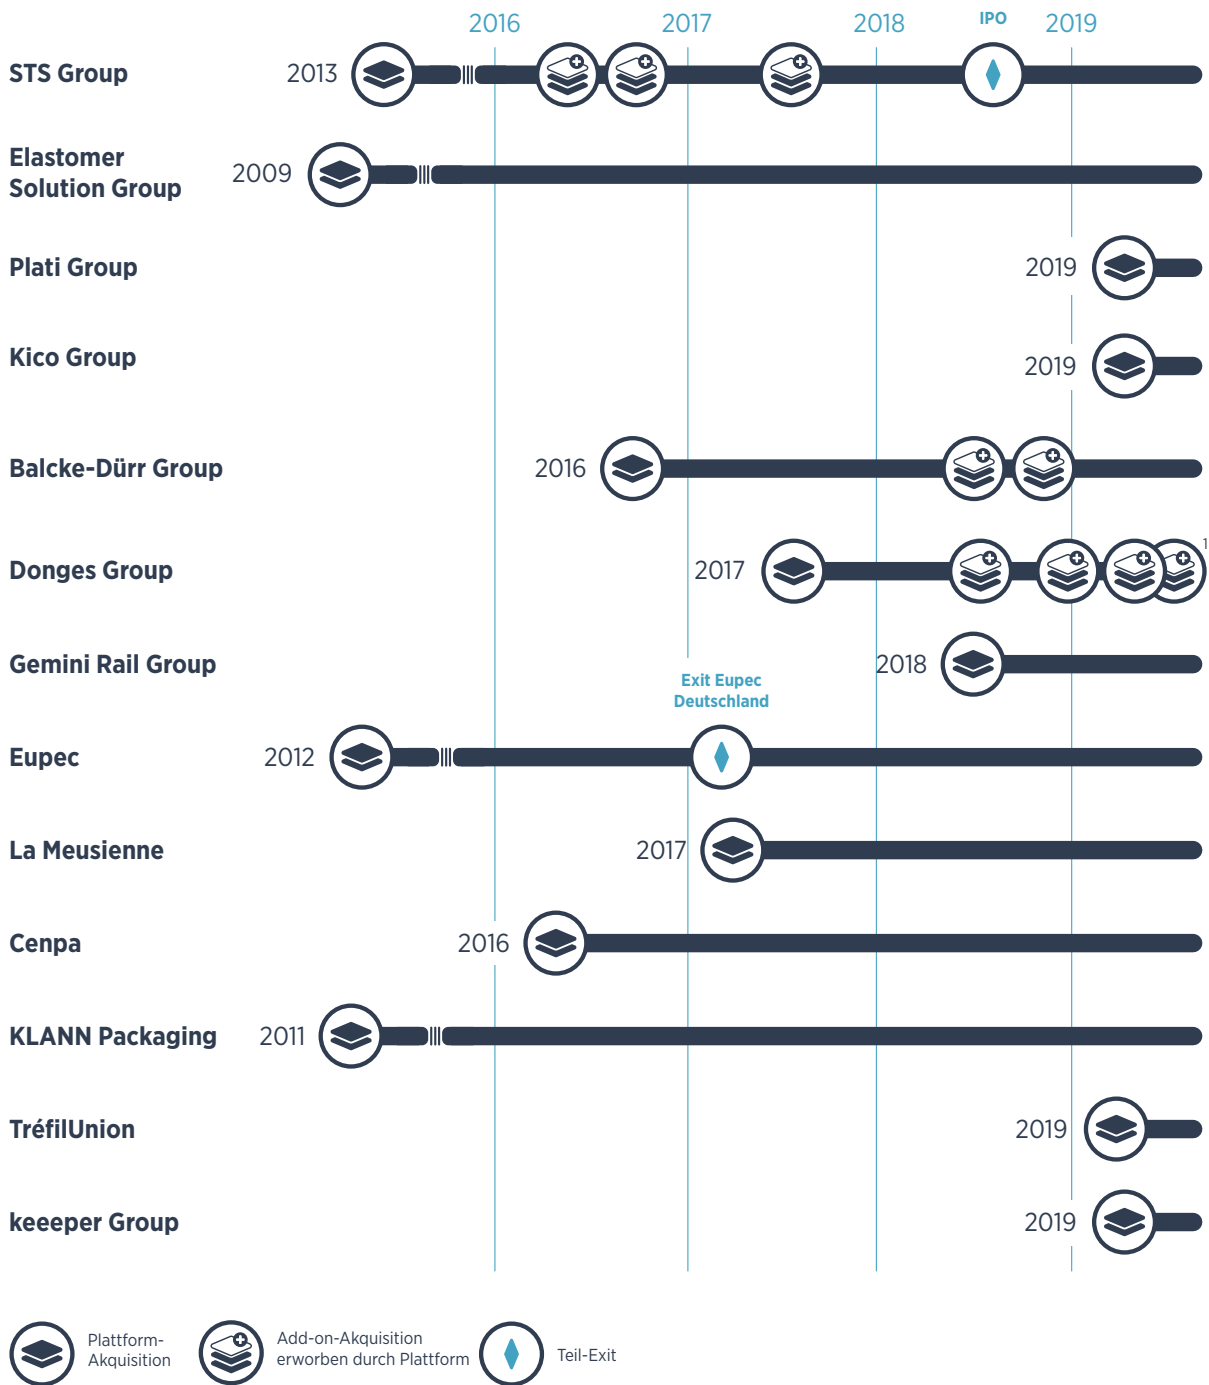 2016 2017 2018 IPO 2019
STS Group 2013
Elastomer
Solution Group 2009
Plati Group 2019
Kico Group 2019
Balcke-Dürr Group 2016
Donges Group 2017 1
Gemini Rail Group 2018
Exit Eupec
Deutschland
Eupec 2012
La Meusienne 2017
Cenpa 2016
KLANN Packaging 2011
TréfilUnion 2019
keeeper Group 2019
Plattform-
Akquisition
Add-on-Akquisition
erworben durch Plattform
Teil-Exit